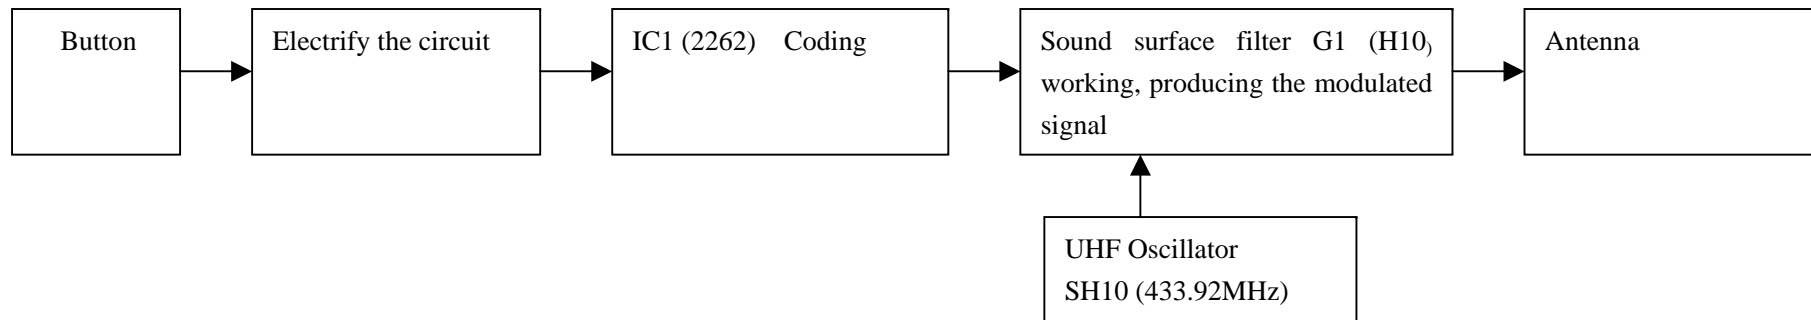 Button
Electrify the circuit
IC1 (2262) Coding
Sound surface filter G1 (H10)
working, producing the modulated
signal
Antenna
UHF Oscillator
SH10 (433.92MHz)